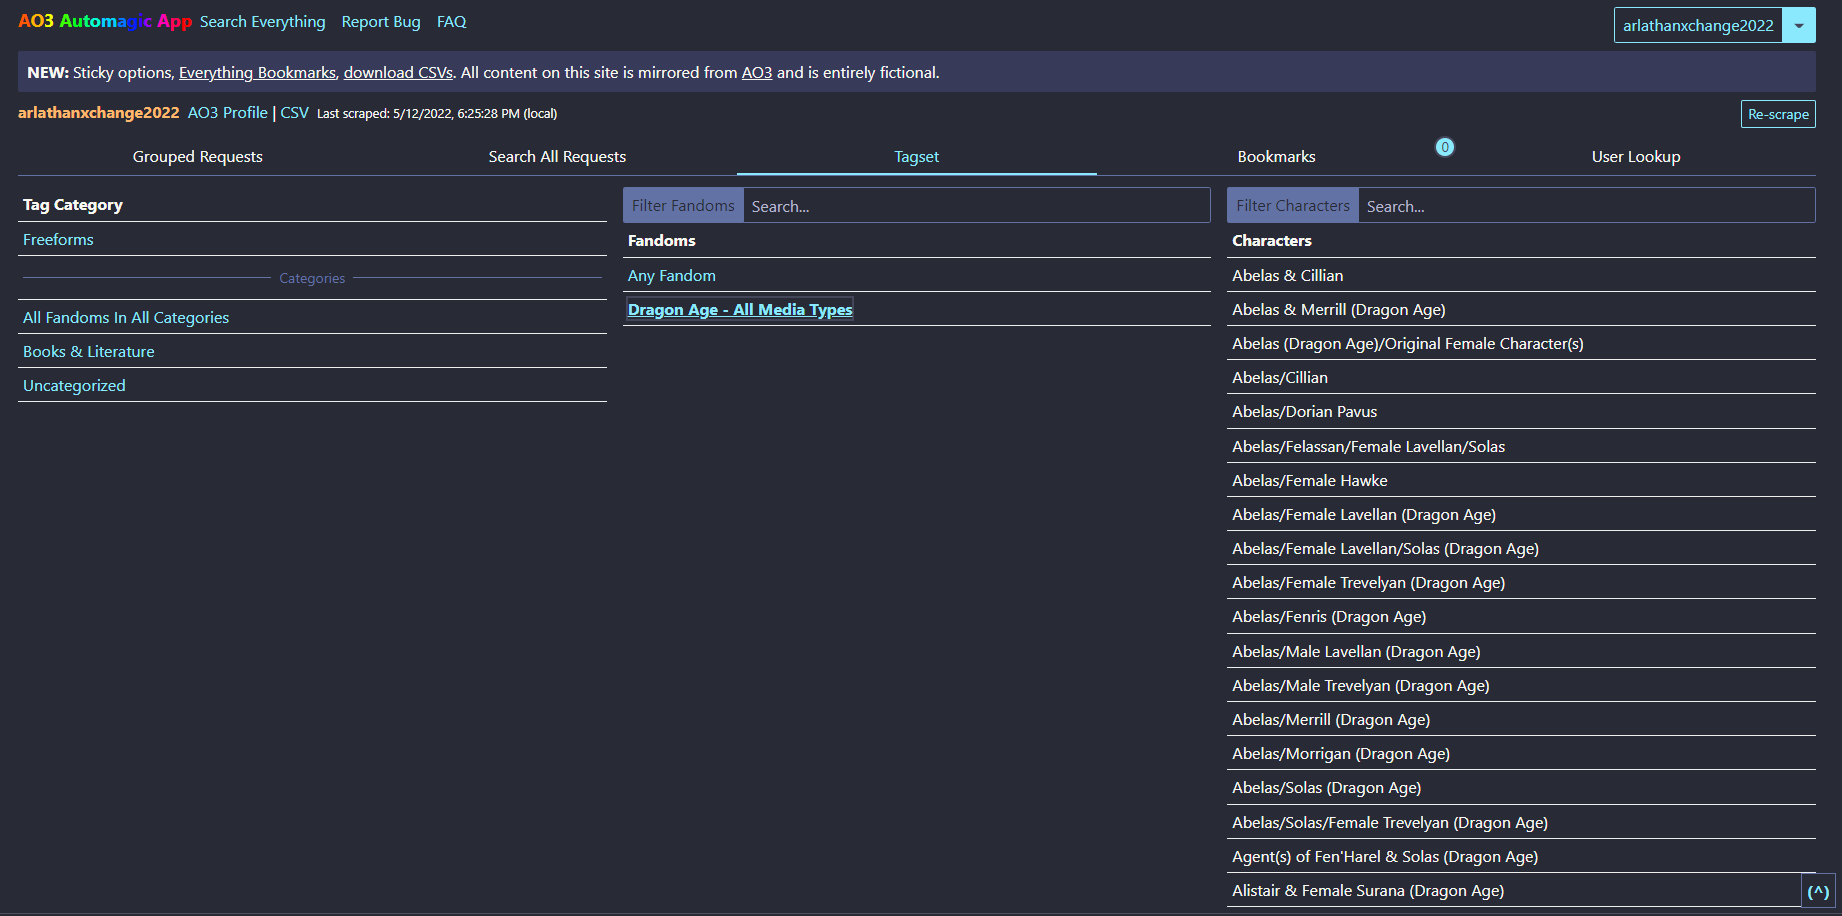 AO3 Automagic App Search Everything Report Bug FAQ arlathanxchange2022
NEW: Sticky options, Everything Bookmarks, download CSVs. All content on this site is mirrored from AO3 and is entirely fictional.
arlathanxchange2022 AO3 Profile | CSV Last scraped: 5/12/2022, 6:25:28 PM (local) Re-scrape
Grouped Requests Search All Requests Tagset Bookmarks 0 User Lookup
Tag Category
Freeforms
Categories
All Fandoms In All Categories
Books & Literature
Uncategorized
Filter Fandoms Search...
Fandoms
Any Fandom
Dragon Age - All Media Types
Filter Characters Search...
Characters
Abelas & Cillian
Abelas & Merrill (Dragon Age)
Abelas (Dragon Age)/Original Female Character(s)
Abelas/Cillian
Abelas/Dorian Pavus
Abelas/Felassan/Female Lavellan/Solas
Abelas/Female Hawke
Abelas/Female Lavellan (Dragon Age)
Abelas/Female Lavellan/Solas (Dragon Age)
Abelas/Female Trevelyan (Dragon Age)
Abelas/Fenris (Dragon Age)
Abelas/Male Lavellan (Dragon Age)
Abelas/Male Trevelyan (Dragon Age)
Abelas/Merrill (Dragon Age)
Abelas/Morrigan (Dragon Age)
Abelas/Solas (Dragon Age)
Abelas/Solas/Female Trevelyan (Dragon Age)
Agent(s) of Fen'Harel & Solas (Dragon Age)
Alistair & Female Surana (Dragon Age)
(^)